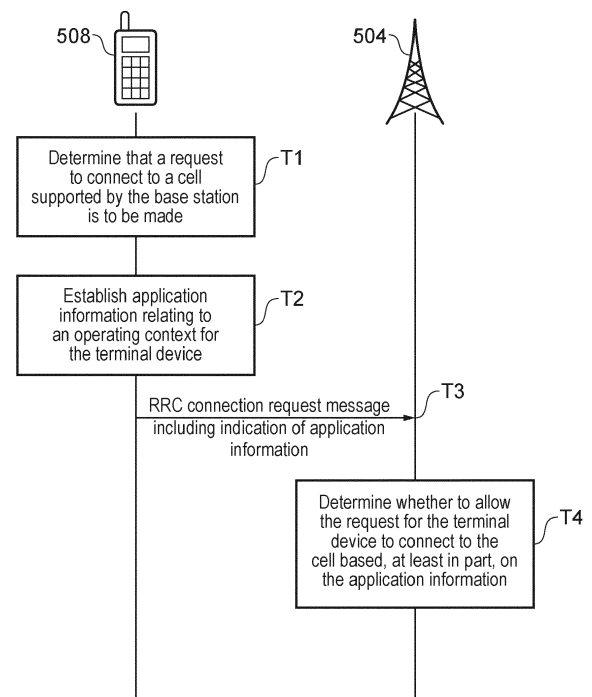 508
504
Determine that a request
to connect to a cell
supported by the base station
is to be made
T1
Establish application
information relating to
an operating context for
the terminal device
T2
RRC connection request message
including indication of application
information
T3
Determine whether to allow
the request for the terminal
device to connect to the
cell based, at least in part, on
the application information
T4